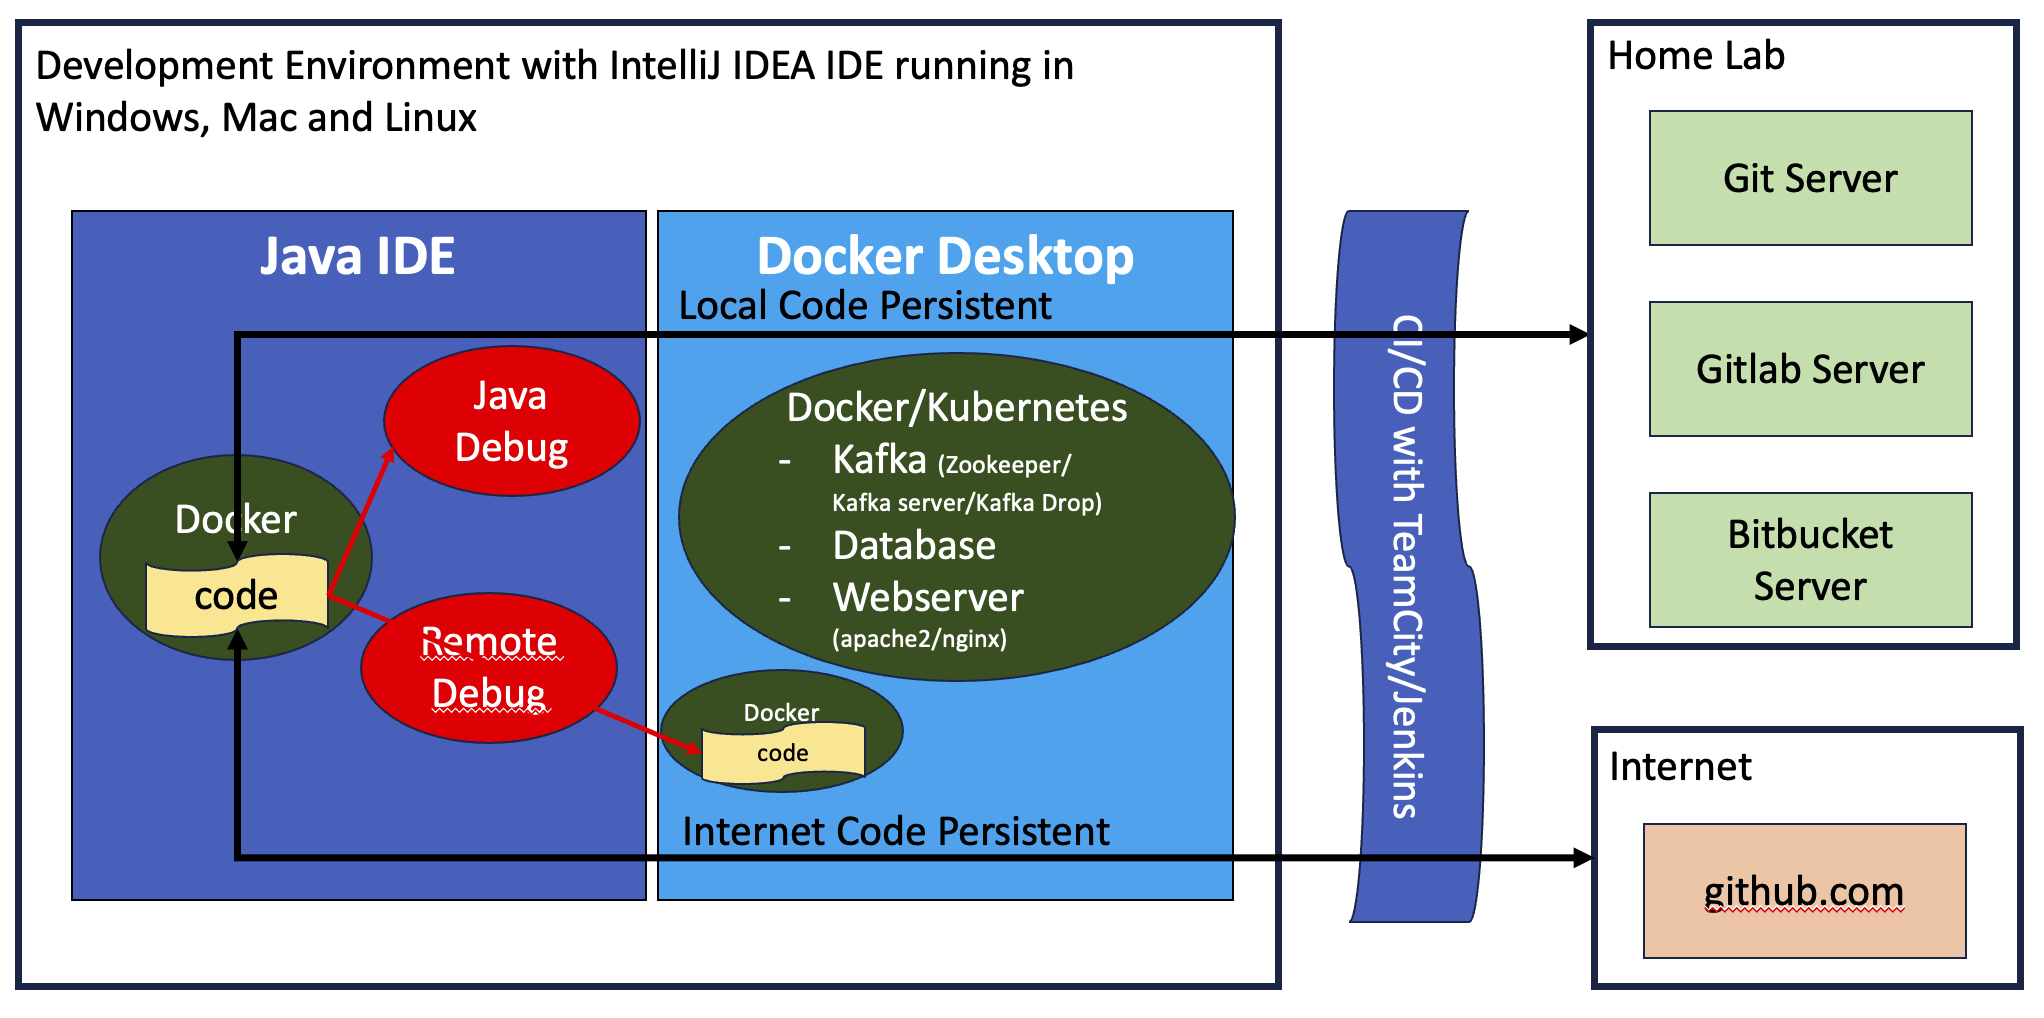 Development Environment with IntelliJ IDEA IDE running in
Windows, Mac and Linux
Java IDE
Java
Debug
Docker
code
Remote
Debug
Docker Desktop
Local Code Persistent
Docker/Kubernetes
- Kafka (Zookeeper/
Kafka server/Kafka Drop)
- Database
- Webserver
(apache2/nginx)
Docker
code
Internet Code Persistent
CI/CD with TeamCity/Jenkins
Home Lab
Git Server
Gitlab Server
Bitbucket
Server
Internet
github.com